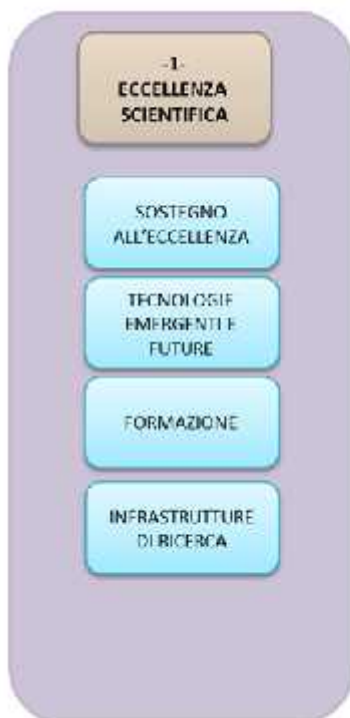 -1-
ECCELLENZA
SCIENTIFICA
SOSTEGNO
ALL'ECCELLENZA
TECNOLOGIE
EMERGENTI E
FUTURE
FORMAZIONE
INFRASTRUTTURE
DI RICERCA